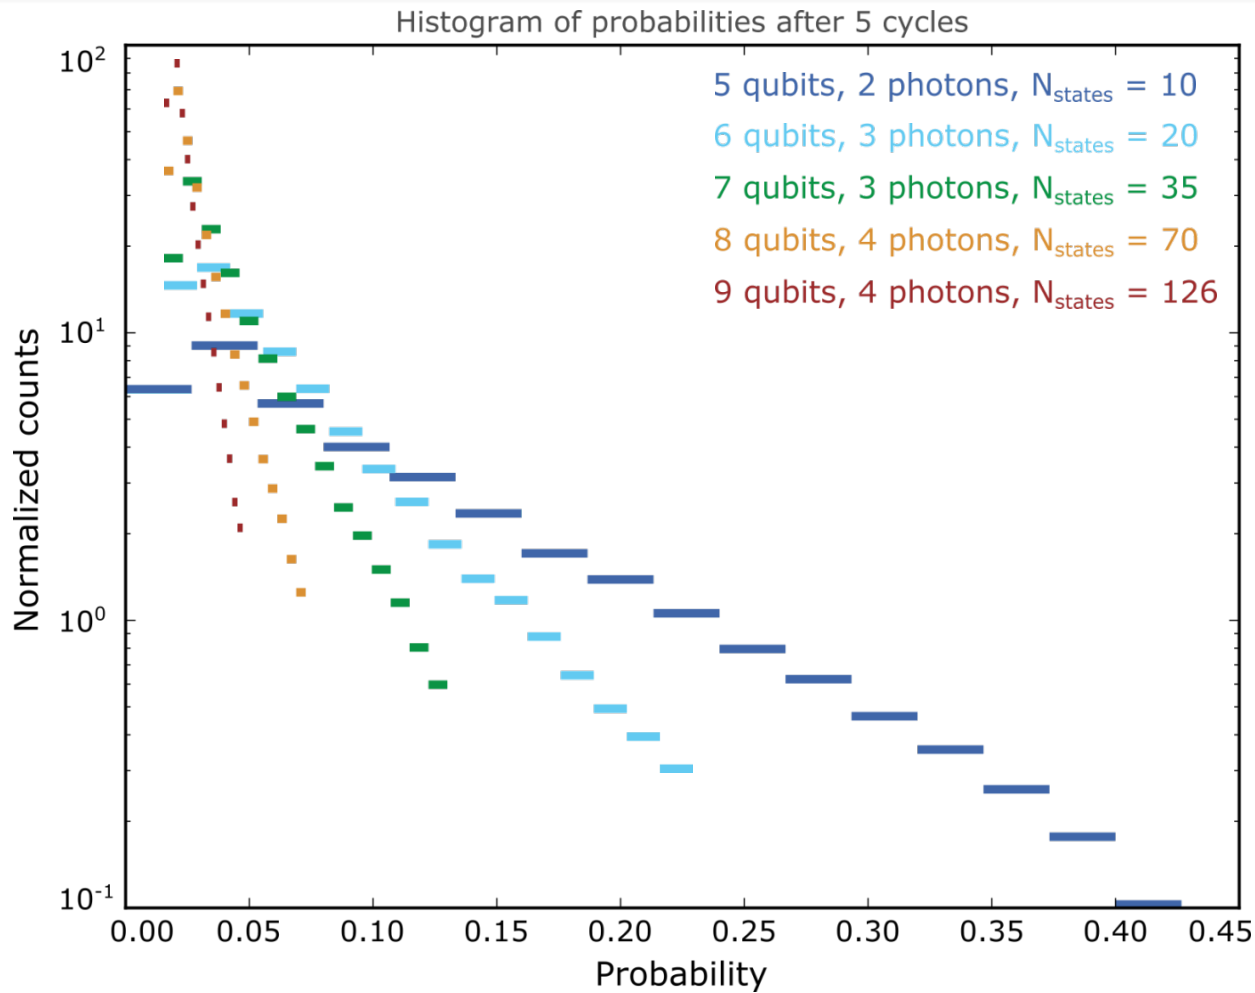 Histogram of probabilities after 5 cycles
10²
10¹
10⁰
10⁻¹
Normalized counts
5 qubits, 2 photons, Nstates = 10
6 qubits, 3 photons, Nstates = 20
7 qubits, 3 photons, Nstates = 35
8 qubits, 4 photons, Nstates = 70
9 qubits, 4 photons, Nstates = 126
0.00 0.05 0.10 0.15 0.20 0.25 0.30 0.35 0.40 0.45
Probability